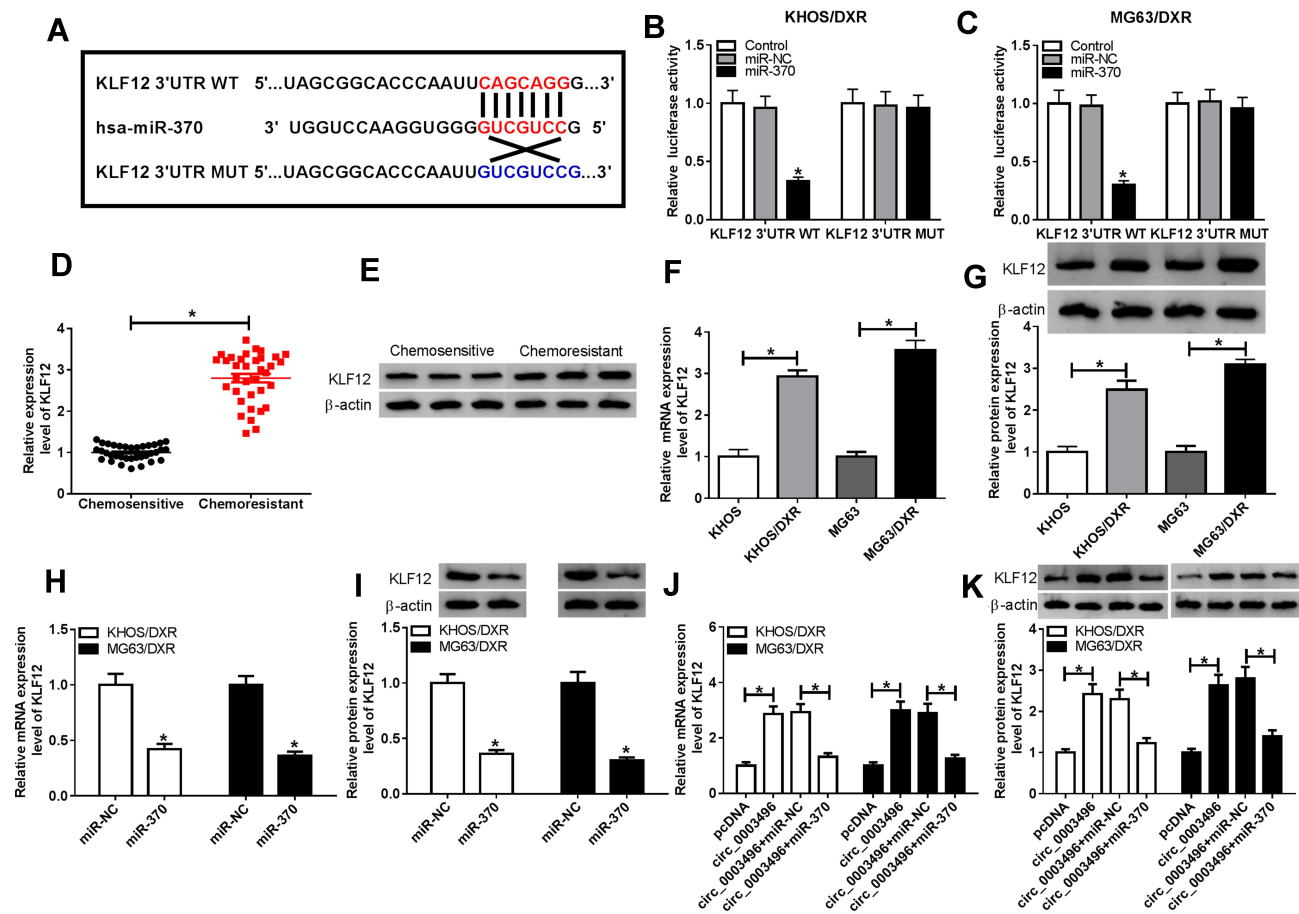 A
KLF12 3'UTR WT 5'...UAGCGGCACCCAAUUCAGCAGGG...3'
hsa-miR-370 3' UGGUCCAAGGUGGGGUCGUCCG 5'
KLF12 3'UTR MUT 5'...UAGCGGCACCCAAUUGUCGUCCG...3'
B
KHOS/DXR
Control
miR-NC
miR-370
Relative luciferase activity
1.5
1.0
0.5
0.0
*
KLF12 3'UTR WT KLF12 3'UTR MUT
C
MG63/DXR
Control
miR-NC
miR-370
Relative luciferase activity
1.5
1.0
0.5
0.0
*
KLF12 3'UTR WT KLF12 3'UTR MUT
D
Relative expression
level of KLF12
4
3
2
1
0
*
Chemosensitive Chemoresistant
E
Chemosensitive Chemoresistant
KLF12
β-actin
F
Relative mRNA expression
level of KLF12
4
3
2
1
0
*
*
KHOS
KHOS/DXR
MG63
MG63/DXR
G
KLF12
β-actin
Relative protein expression
level of KLF12
4
3
2
1
0
*
*
KHOS
KHOS/DXR
MG63
MG63/DXR
H
KHOS/DXR
MG63/DXR
Relative mRNA expression
level of KLF12
1.5
1.0
0.5
0.0
*
*
miR-NC
miR-370
miR-NC
miR-370
I
KLF12
β-actin
KHOS/DXR
MG63/DXR
Relative protein expression
level of KLF12
1.5
1.0
0.5
0.0
*
*
miR-NC
miR-370
miR-NC
miR-370
J
KHOS/DXR
MG63/DXR
Relative mRNA expression
level of KLF12
6
4
2
0
*
*
*
*
pcDNA
circ_0003496
circ_0003496+miR-NC
circ_0003496+miR-370
pcDNA
circ_0003496
circ_0003496+miR-NC
circ_0003496+miR-370
K
KLF12
β-actin
KHOS/DXR
MG63/DXR
Relative protein expression
level of KLF12
4
3
2
1
0
*
*
*
*
pcDNA
circ_0003496
circ_0003496+miR-NC
circ_0003496+miR-370
pcDNA
circ_0003496
circ_0003496+miR-NC
circ_0003496+miR-370